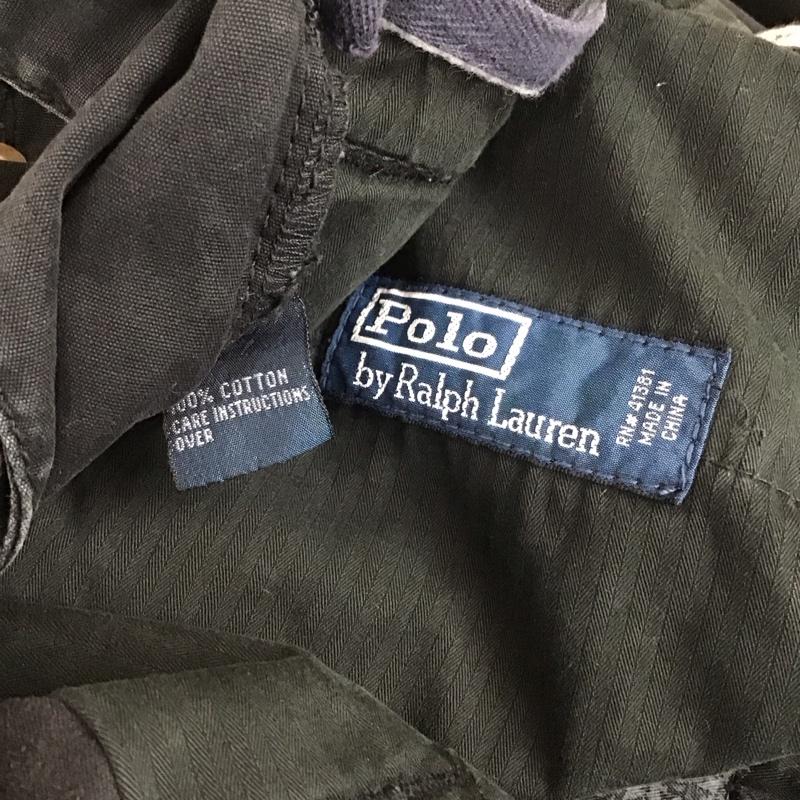 Polo
by Ralph Lauren
RN# 41381
MADE IN
CHINA
100% COTTON
CARE INSTRUCTIONS
OVER